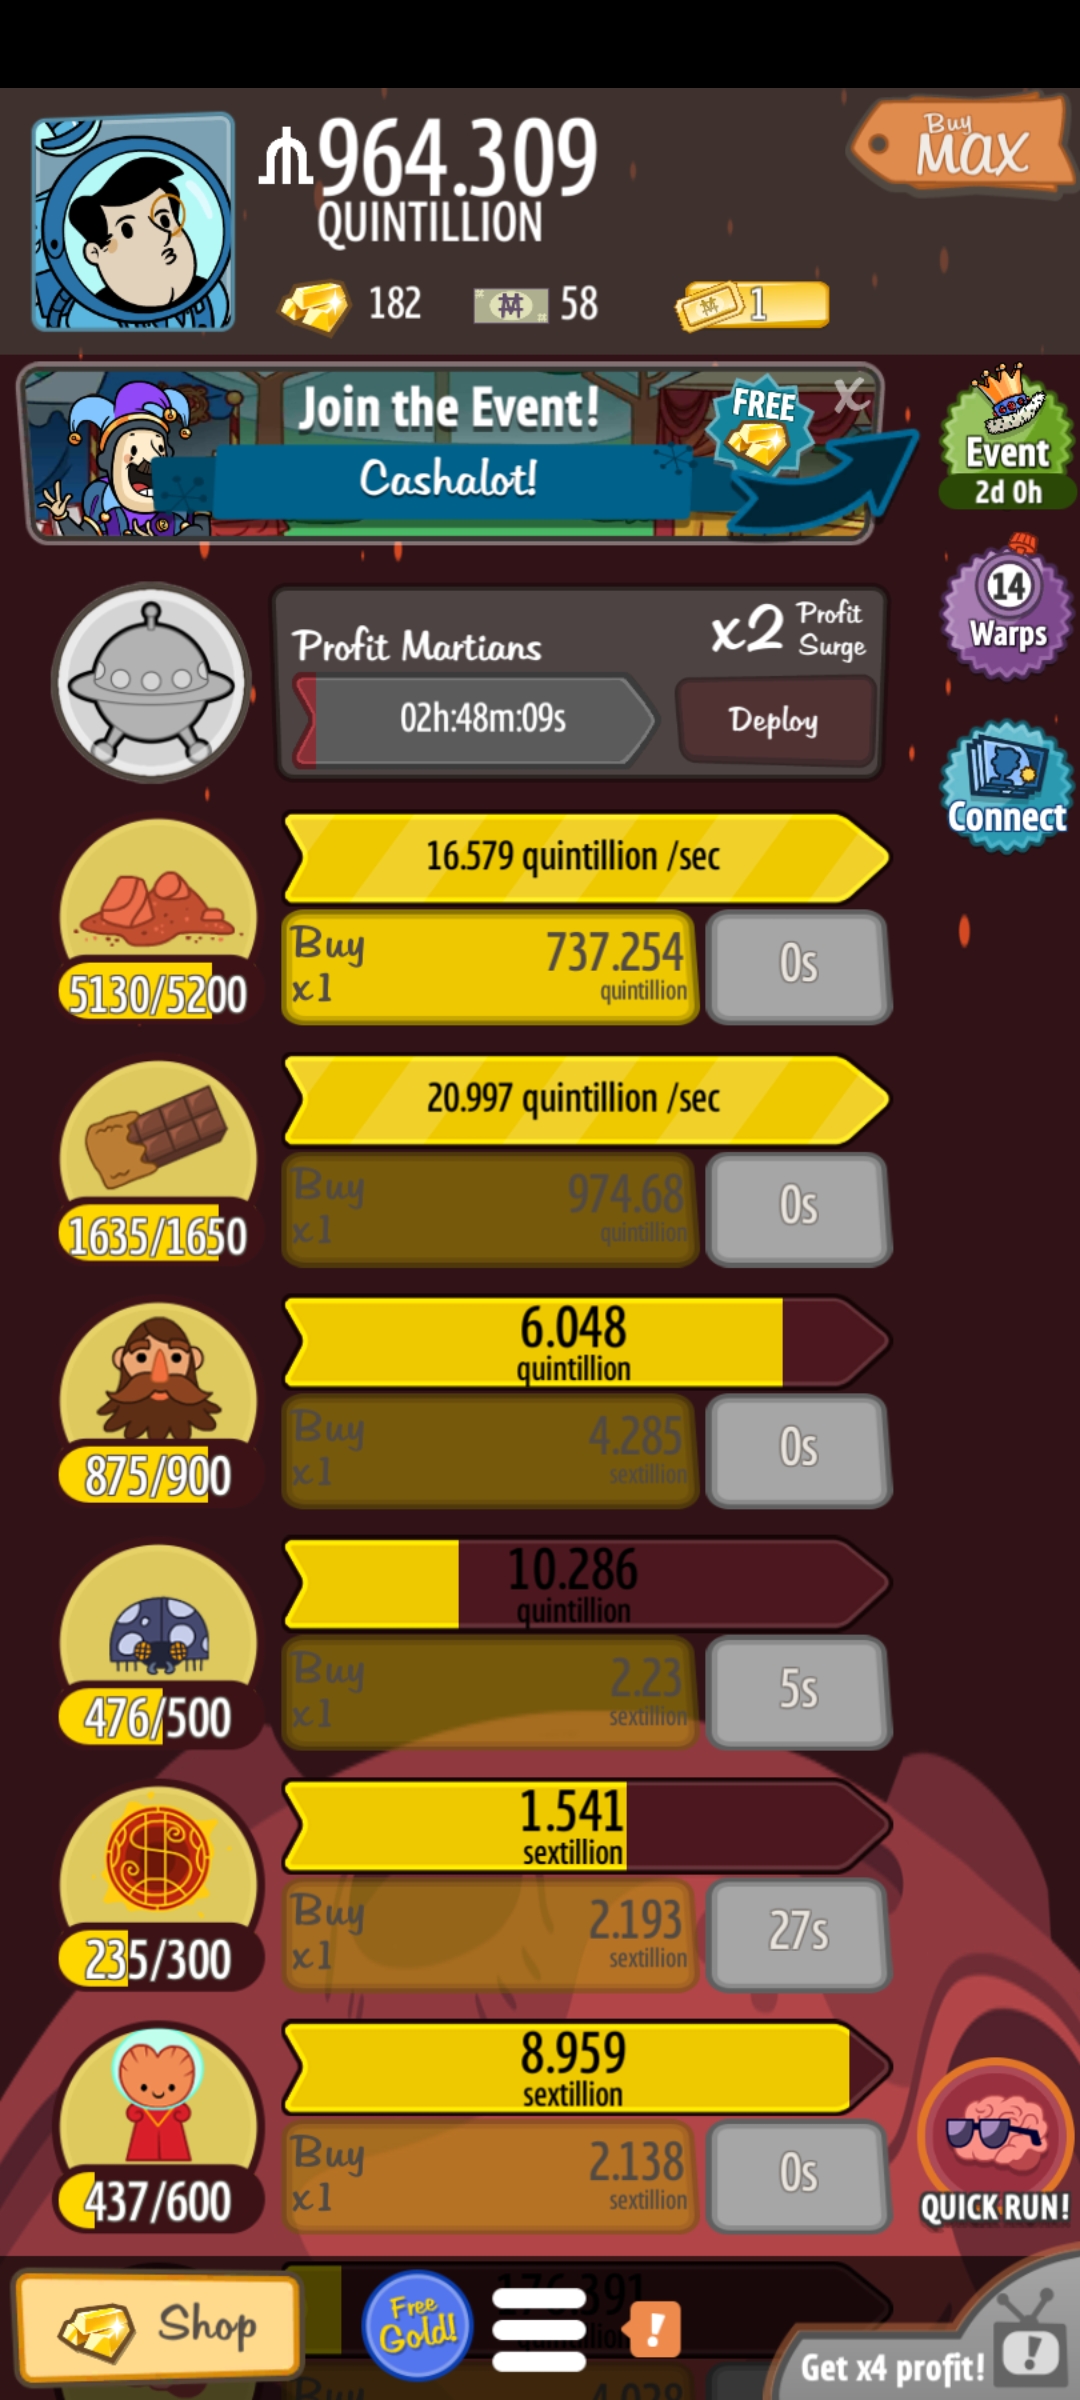 964.309
QUINTILLION
Buy
MAX
182
58
1
Join the Event!
FREE
X
Cashalot!
Event
2d 0h
14
Warps
Connect
Profit Martians
x2 Profit
Surge
02h:48m:09s
Deploy
16.579 quintillion /sec
5130/5200
Buy
x1
737.254
quintillion
0s
20.997 quintillion /sec
1635/1650
Buy
x1
974.68
quintillion
0s
6.048
quintillion
875/900
Buy
x1
4.285
sextillion
0s
10.286
quintillion
476/500
Buy
x1
2.23
sextillion
5s
1.541
sextillion
235/300
Buy
x1
2.193
sextillion
27s
8.959
sextillion
437/600
Buy
x1
2.138
sextillion
0s
QUICK RUN!
176.391
quintillion
Shop
Free
Gold!
!
Get x4 profit!
!
Buy